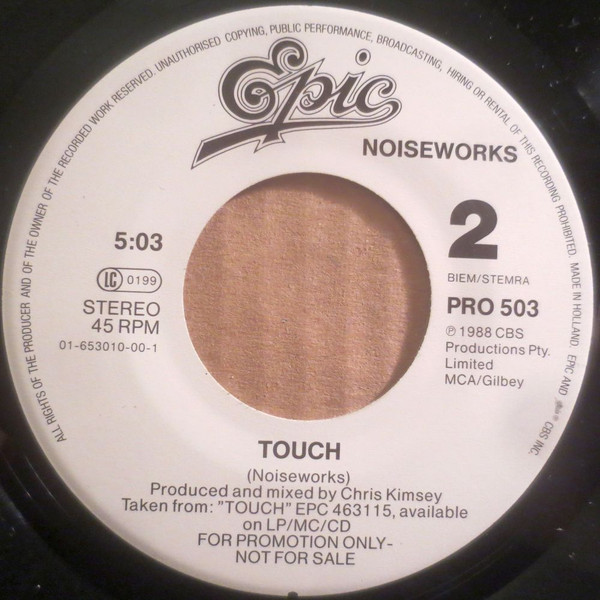 ALL RIGHTS OF THE PRODUCER AND OF THE OWNER OF THE RECORDED WORK RESERVED. UNAUTHORISED COPYING, PUBLIC PERFORMANCE, BROADCASTING, HIRING OR RENTAL OF THIS RECORDING PROHIBITED. MADE IN HOLLAND. EPIC AND CBS INC.
Epic
NOISEWORKS
2
5:03
LC 0199
STEREO
45 RPM
01-653010-00-1
BIEM/STEMRA
PRO 503
℗ 1988 CBS
Productions Pty.
Limited
MCA/Gilbey
TOUCH
(Noiseworks)
Produced and mixed by Chris Kimsey
Taken from: "TOUCH" EPC 463115, available
on LP/MC/CD
FOR PROMOTION ONLY-
NOT FOR SALE